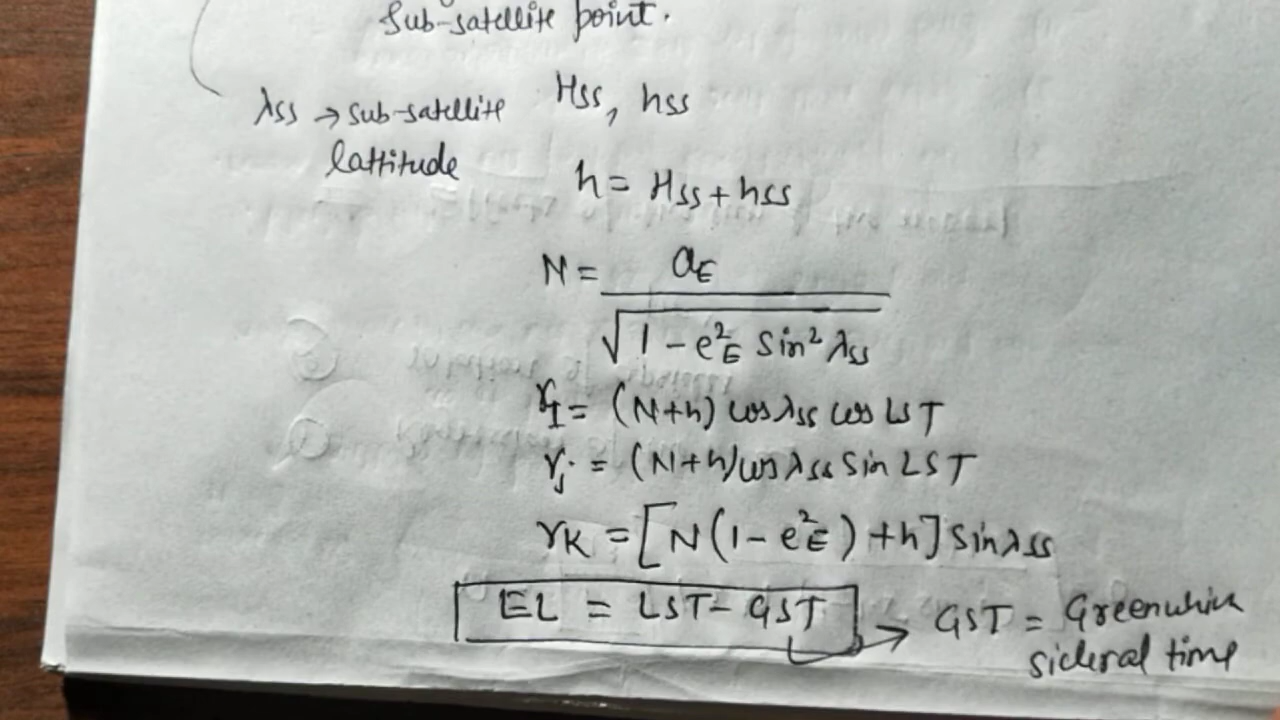 Sub-satellite point.
λss → sub-satellite
lattitude
Hss, hss
h = Hss + hss
N = aE / √(1 - e²E Sin² λss)
rI = (N+h) cos λss cos LST
rj = (N+h) cos λss Sin LST
rK = [N(1 - e²E) + h] Sin λss
EL = LST - GST → GST = Greenwhich
sideral time